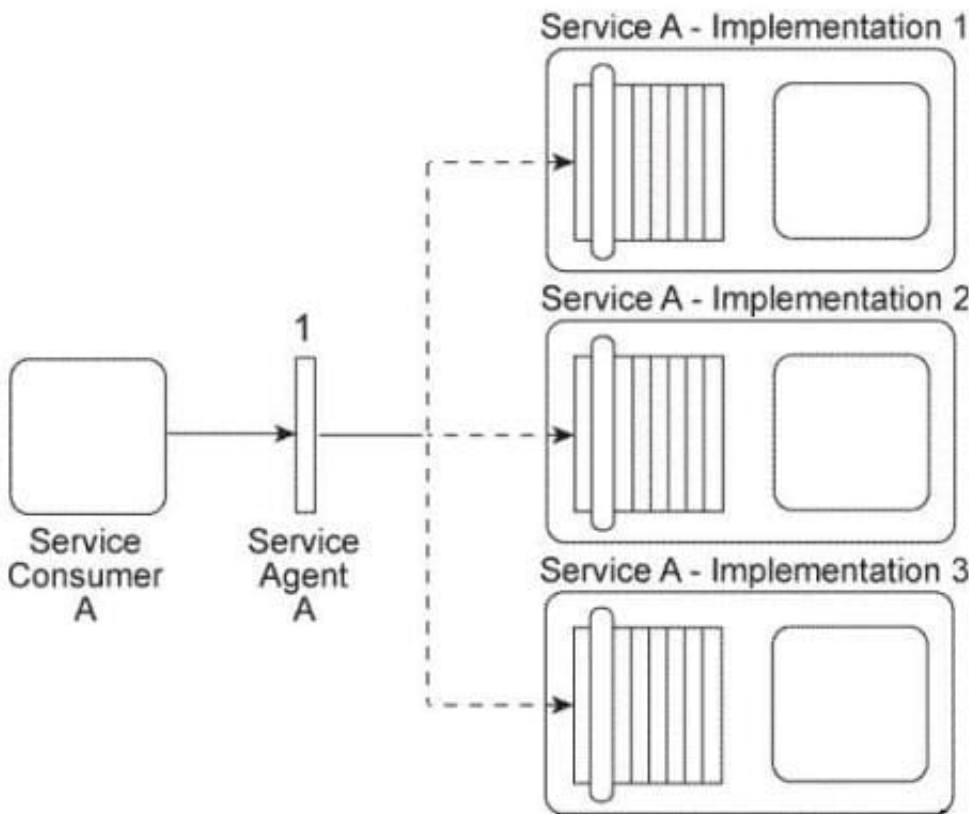 Service A - Implementation 1
Service A - Implementation 2
1
Service
Consumer
A
Service
Agent
A
Service A - Implementation 3